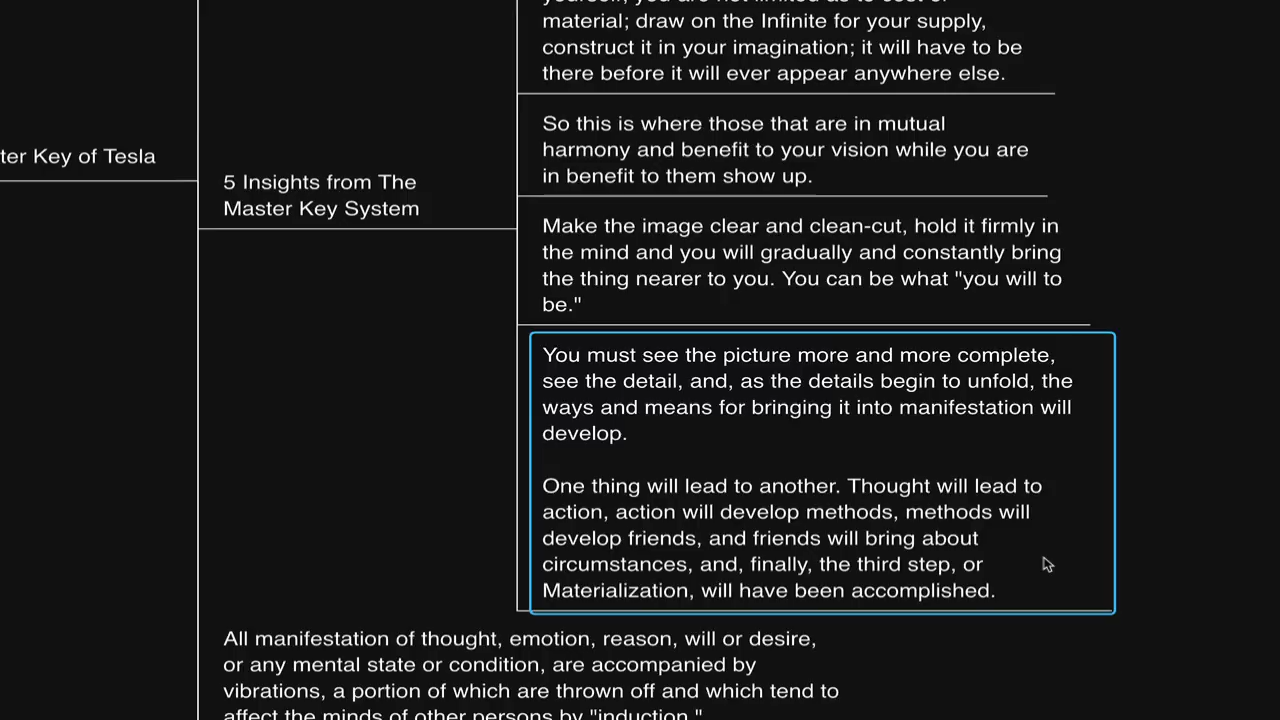 material; draw on the Infinite for your supply,
construct it in your imagination; it will have to be
there before it will ever appear anywhere else.
So this is where those that are in mutual
harmony and benefit to your vision while you are
in benefit to them show up.
ter Key of Tesla
5 Insights from The
Master Key System
Make the image clear and clean-cut, hold it firmly in
the mind and you will gradually and constantly bring
the thing nearer to you. You can be what "you will to
be."
You must see the picture more and more complete,
see the detail, and, as the details begin to unfold, the
ways and means for bringing it into manifestation will
develop.
One thing will lead to another. Thought will lead to
action, action will develop methods, methods will
develop friends, and friends will bring about
circumstances, and, finally, the third step, or
Materialization, will have been accomplished.
All manifestation of thought, emotion, reason, will or desire,
or any mental state or condition, are accompanied by
vibrations, a portion of which are thrown off and which tend to
affect the minds of other persons by "induction."